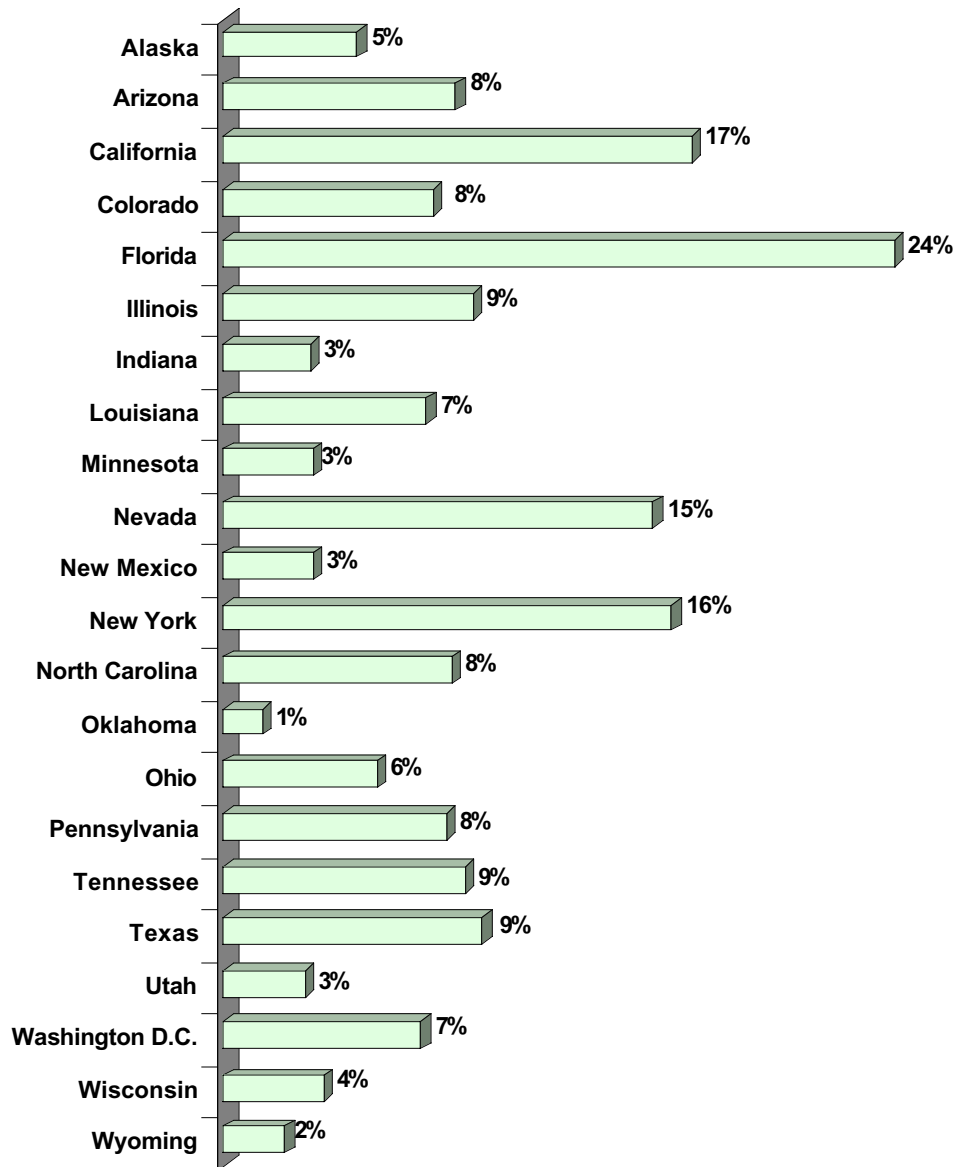 Alaska 5%
Arizona 8%
California 17%
Colorado 8%
Florida 24%
Illinois 9%
Indiana 3%
Louisiana 7%
Minnesota 3%
Nevada 15%
New Mexico 3%
New York 16%
North Carolina 8%
Oklahoma 1%
Ohio 6%
Pennsylvania 8%
Tennessee 9%
Texas 9%
Utah 3%
Washington D.C. 7%
Wisconsin 4%
Wyoming 2%